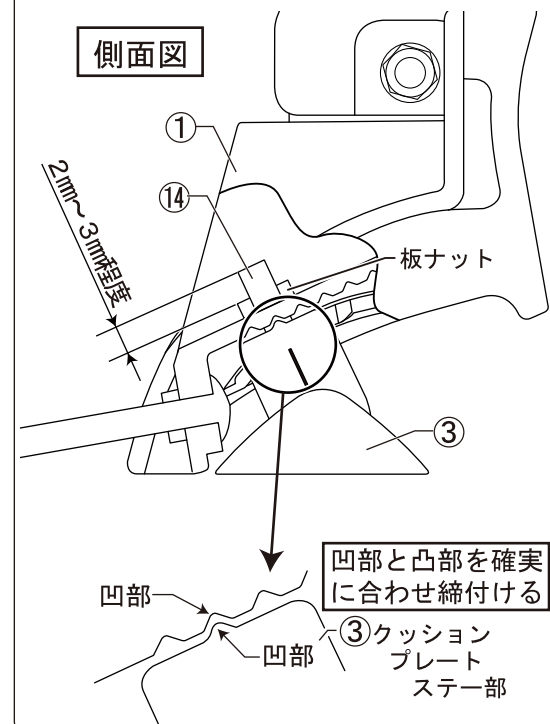 側面図
①
⑭
2㎜〜3㎜程度
板ナット
③
凹部と凸部を確実
に合わせ締付ける
凹部
凹部
③クッション
プレート
ステー部